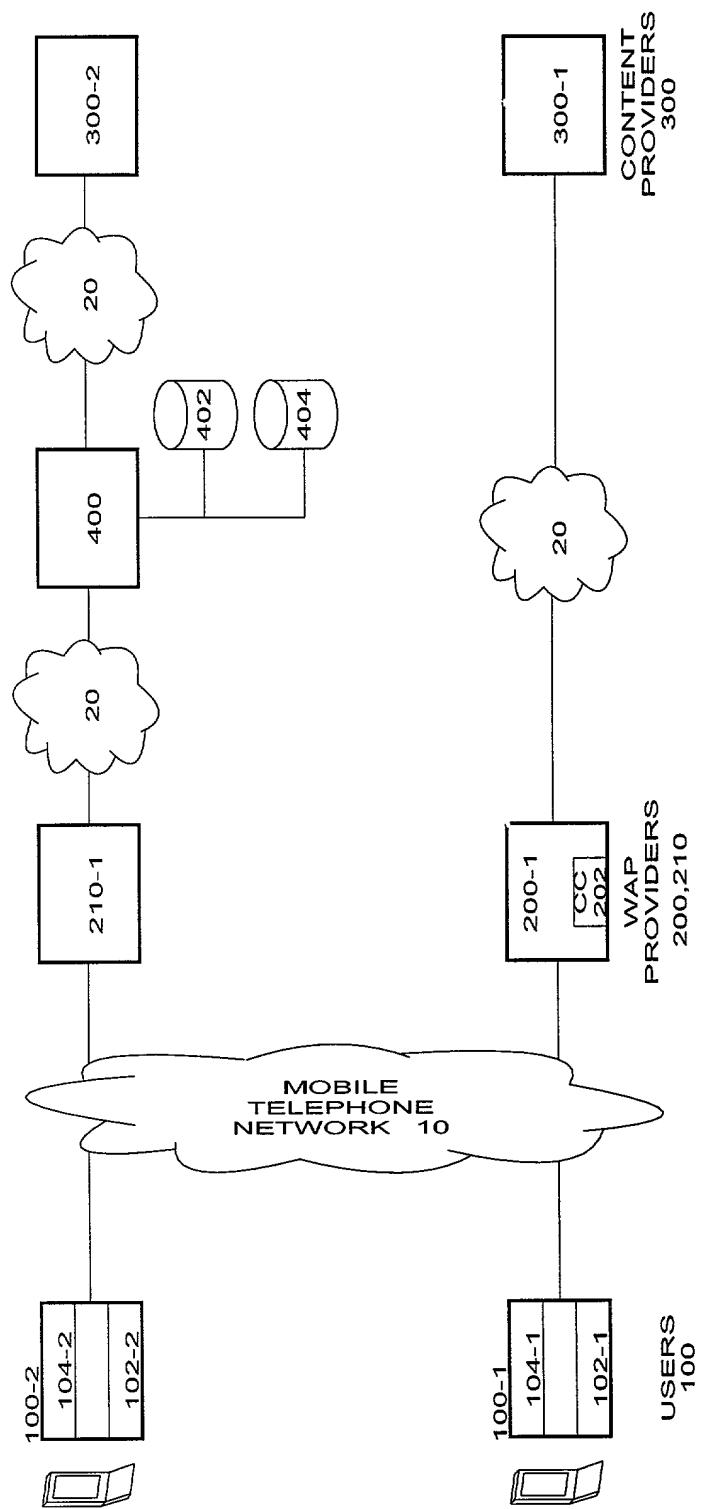 300-2
20
400
402
404
20
210-1
300-1
CONTENT
PROVIDERS
300
20
200-1
CC
202
WAP
PROVIDERS
200,210
MOBILE
TELEPHONE
NETWORK 10
100-2
104-2
102-2
100-1
104-1
102-1
USERS
100